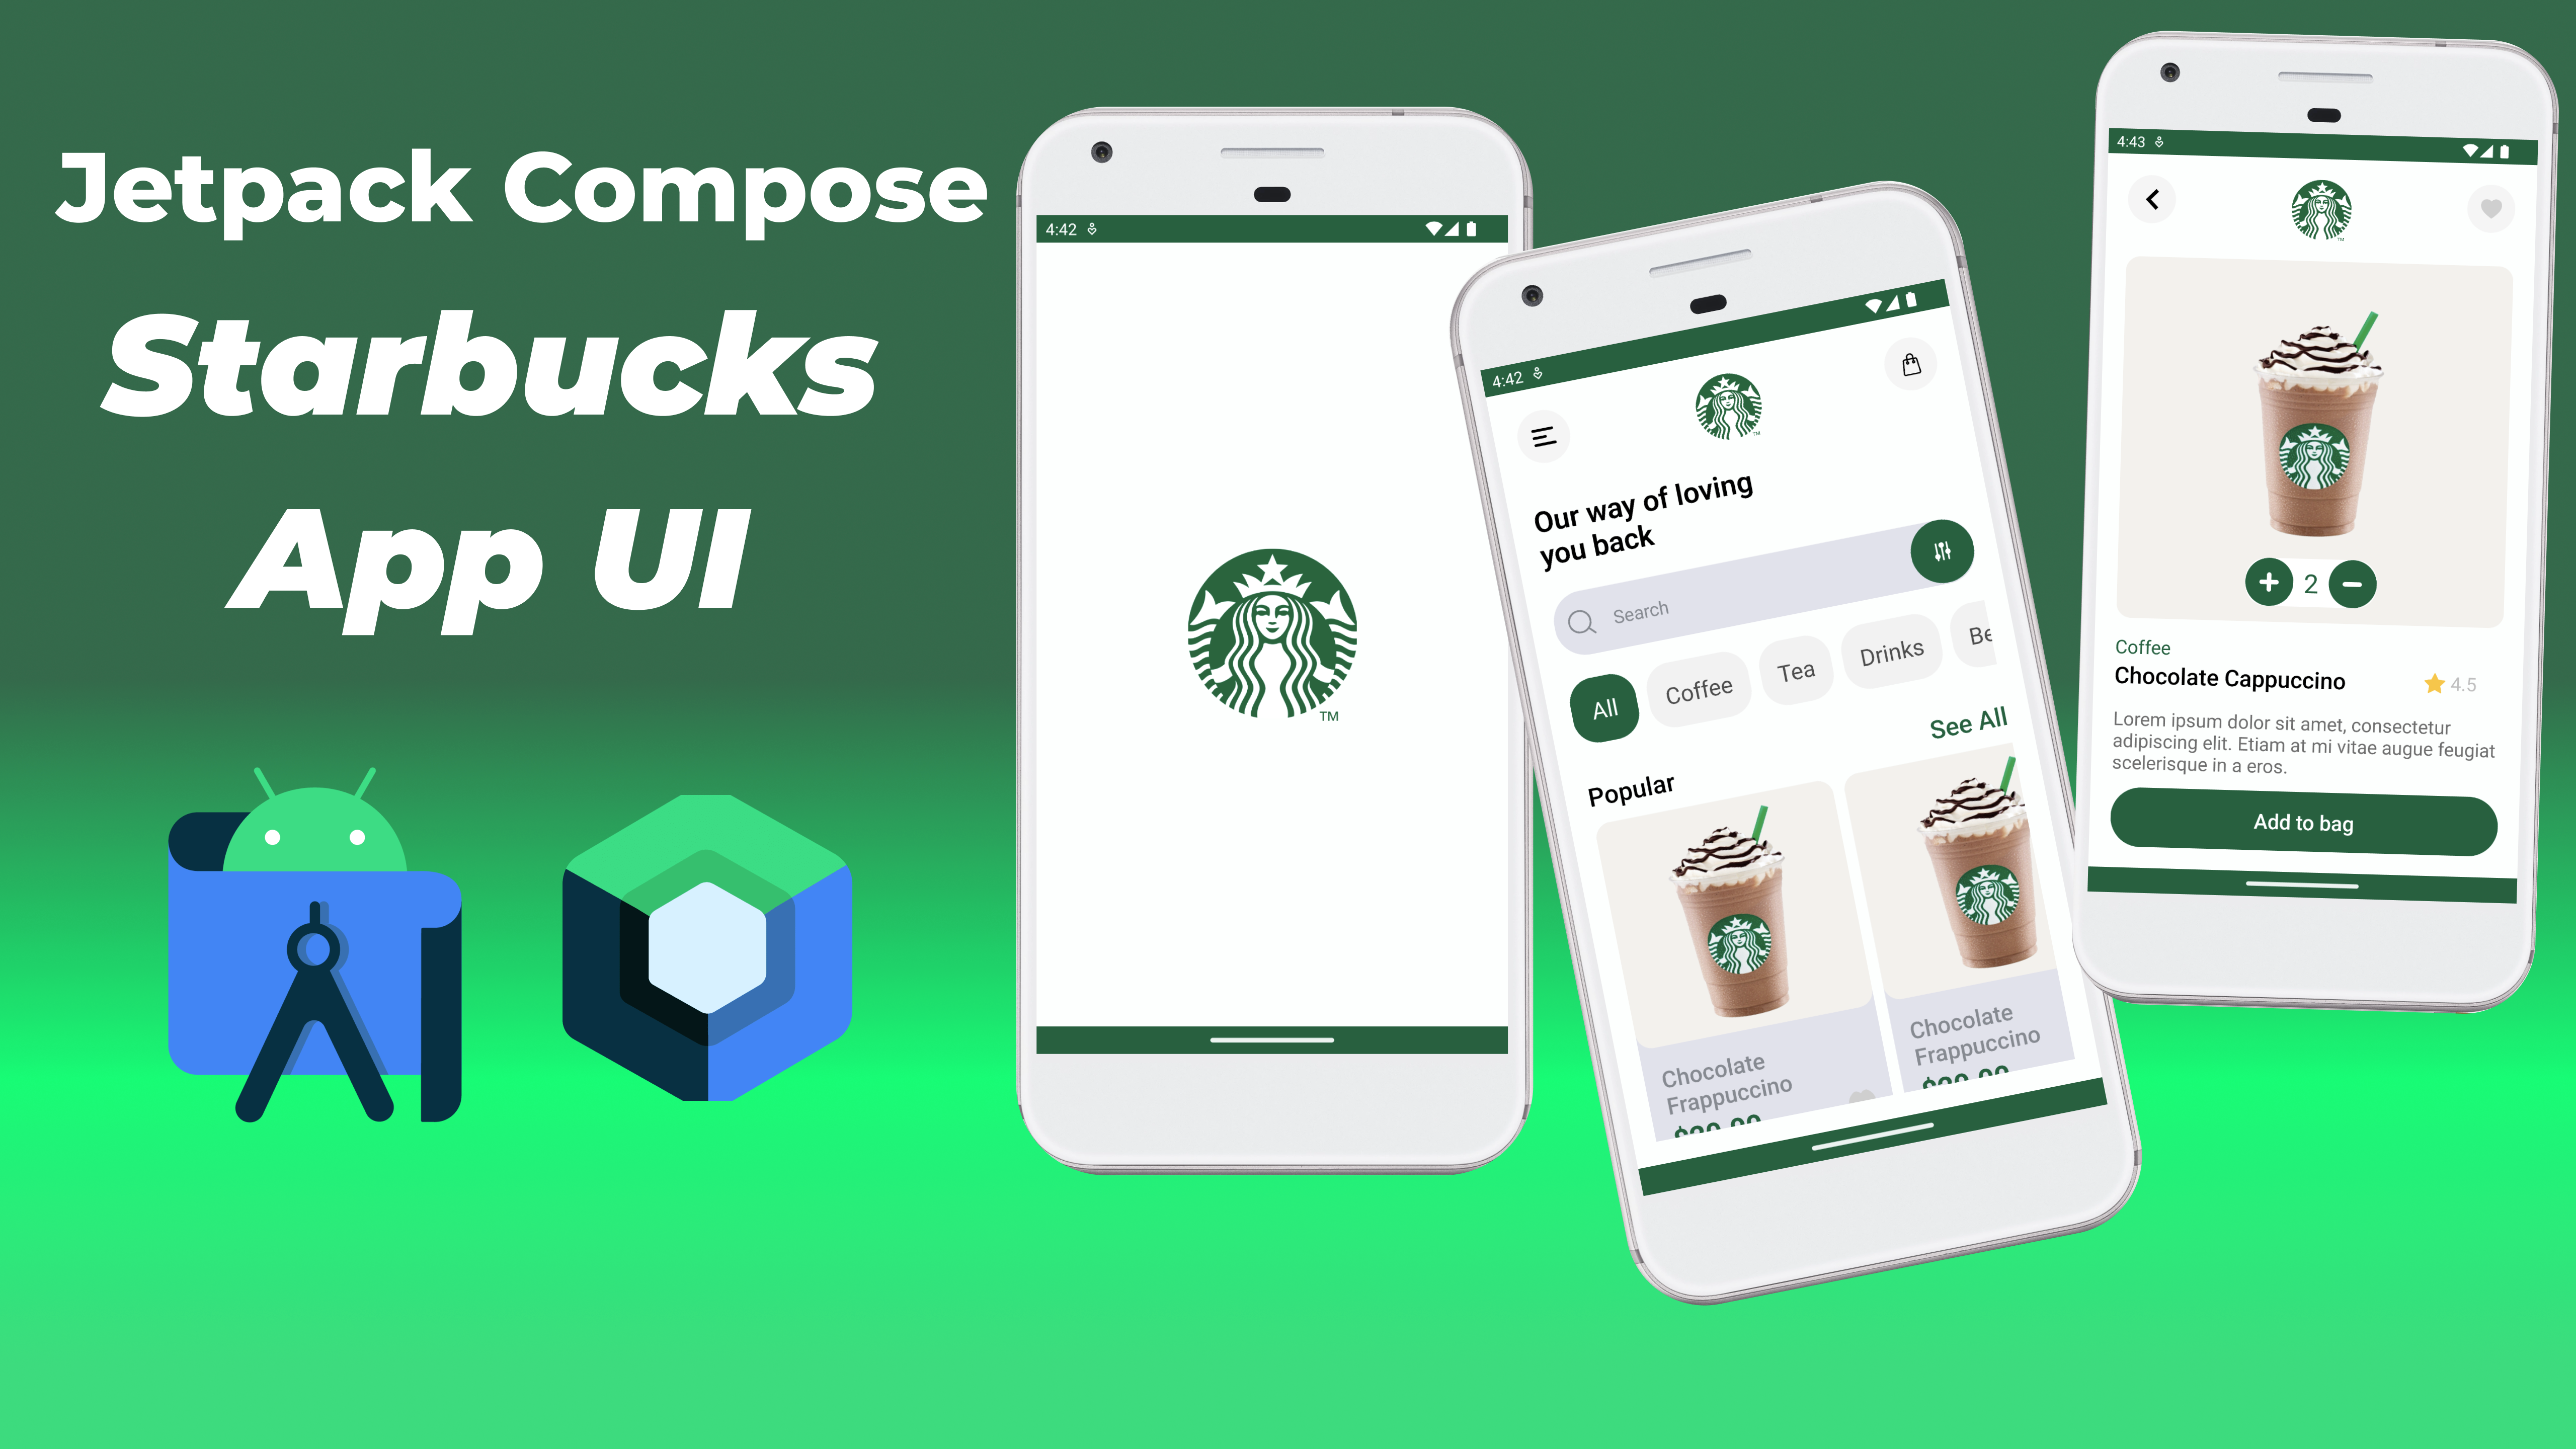 Jetpack Compose
Starbucks
App UI
4:42
TM
4:42
TM
Our way of loving
you back
Search
All
Coffee
Tea
Drinks
Be
See All
Popular
Chocolate
Frappuccino
Chocolate
Frappuccino
4:43
TM
2
Coffee
Chocolate Cappuccino
4.5
Lorem ipsum dolor sit amet, consectetur
adipiscing elit. Etiam at mi vitae augue feugiat
scelerisque in a eros.
Add to bag